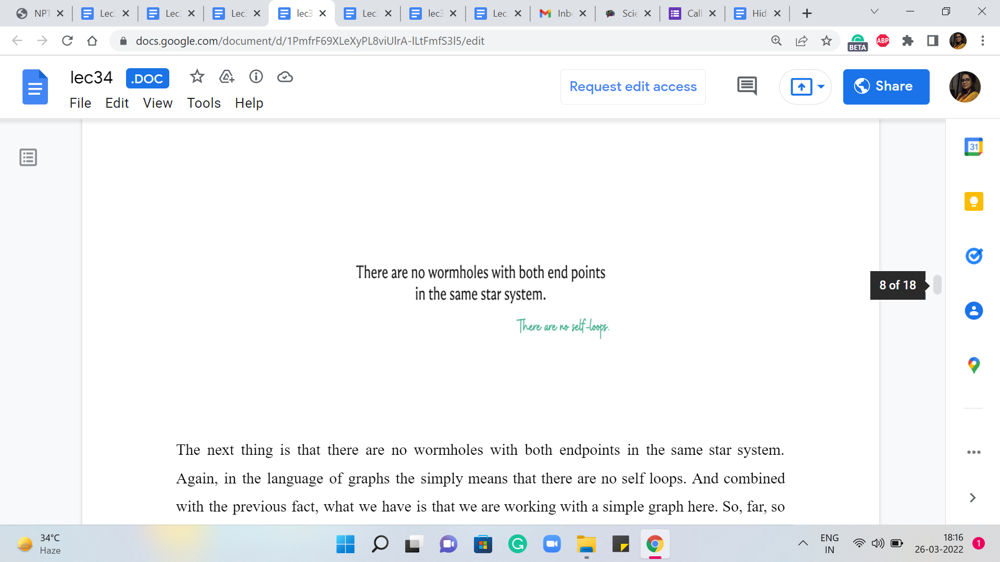 NPT
Lec
Lec
Lec
lec3
Lec
lec3
Lec
Inb
Scie
Call
Hid
docs.google.com/document/d/1PmfrF69XLeXyPL8viUlrA-lLtFmfS3l5/edit
BETA
ABP
lec34
.DOC
File Edit View Tools Help
Request edit access
Share
31
There are no wormholes with both end points
in the same star system.
There are no self-loops.
8 of 18
The next thing is that there are no wormholes with both endpoints in the same star system.
Again, in the language of graphs the simply means that there are no self loops. And combined
with the previous fact, what we have is that we are working with a simple graph here. So, far, so
34°C
Haze
ENG
IN
18:16
26-03-2022
1